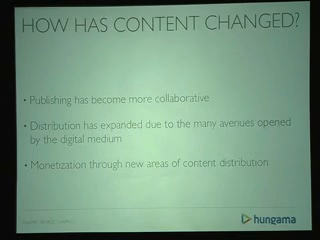 HOW HAS CONTENT CHANGED?
• Publishing has become more collaborative
• Distribution has expanded due to the many avenues opened
by the digital medium
• Monetization through new areas of content distribution
hungama